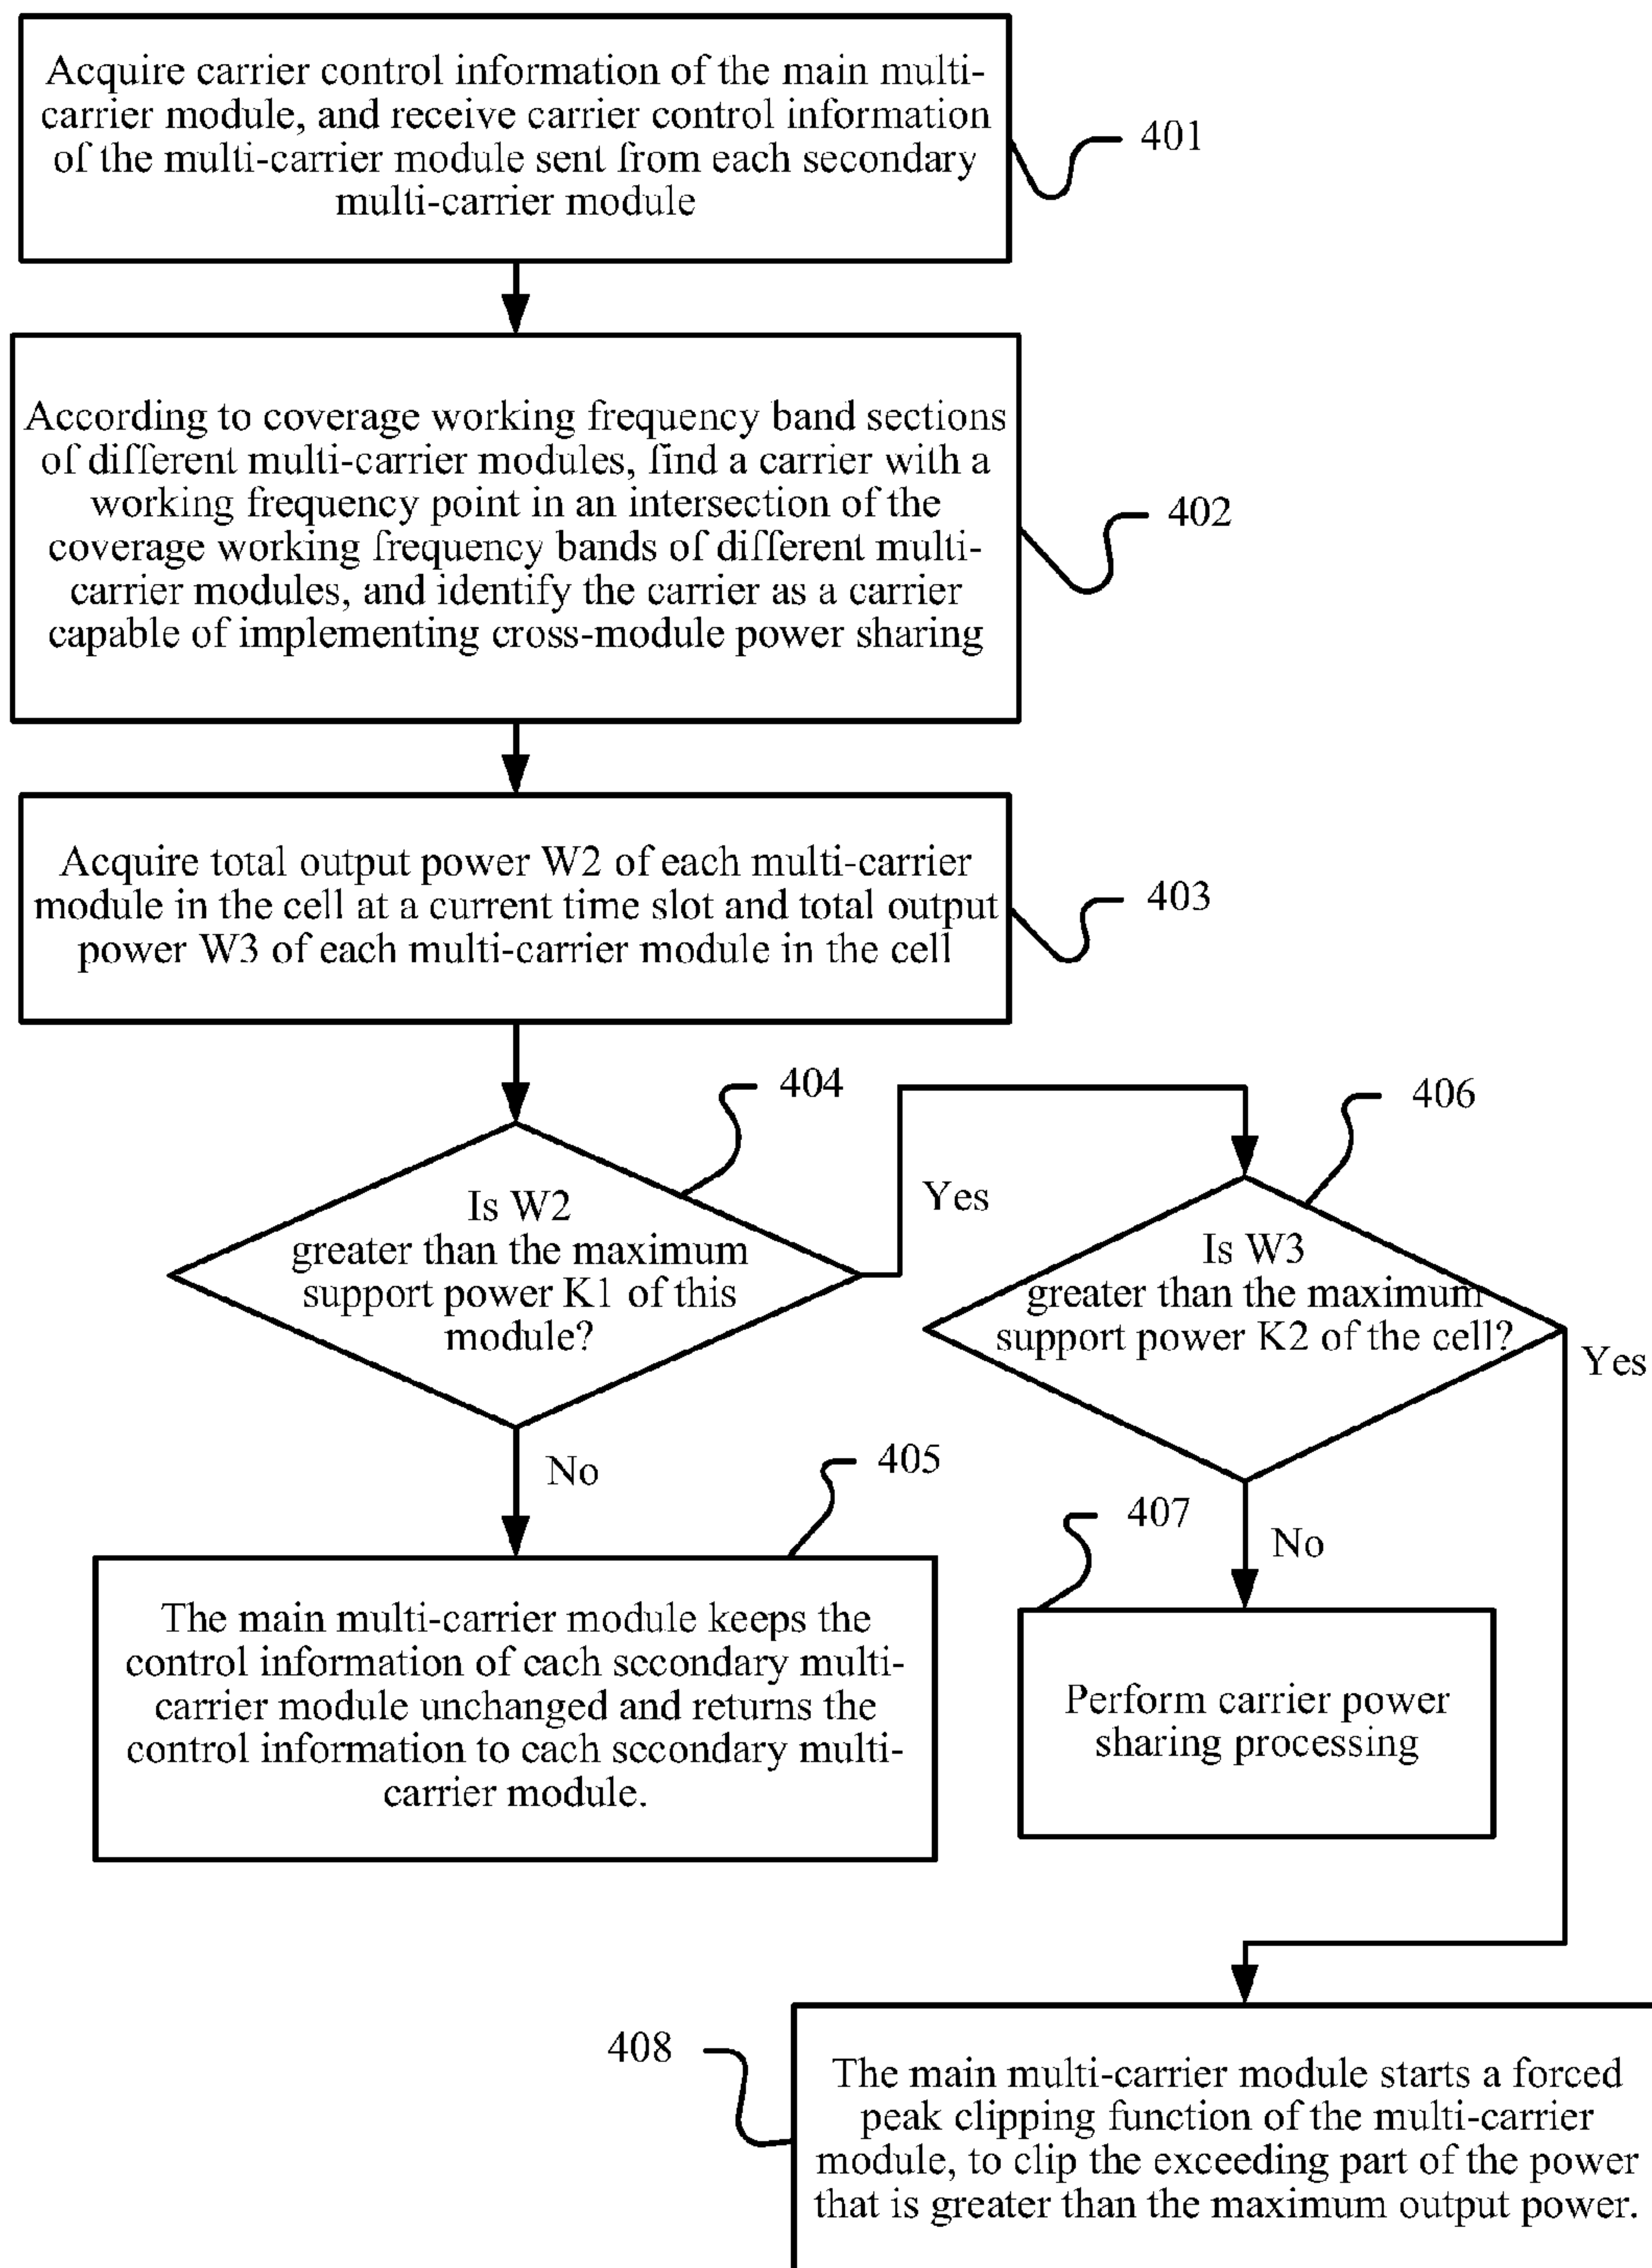 Acquire carrier control information of the main multi-
carrier module, and receive carrier control information
of the multi-carrier module sent from each secondary
multi-carrier module
401
According to coverage working frequency band sections
of different multi-carrier modules, find a carrier with a
working frequency point in an intersection of the
coverage working frequency bands of different multi-
carrier modules, and identify the carrier as a carrier
capable of implementing cross-module power sharing
402
Acquire total output power W2 of each multi-carrier
module in the cell at a current time slot and total output
power W3 of each multi-carrier module in the cell
403
404
Is W2
greater than the maximum
support power K1 of this
module?
Yes
No
406
Is W3
greater than the maximum
support power K2 of the cell?
Yes
No
405
The main multi-carrier module keeps the
control information of each secondary multi-
carrier module unchanged and returns the
control information to each secondary multi-
carrier module.
407
Perform carrier power
sharing processing
408
The main multi-carrier module starts a forced
peak clipping function of the multi-carrier
module, to clip the exceeding part of the power
that is greater than the maximum output power.